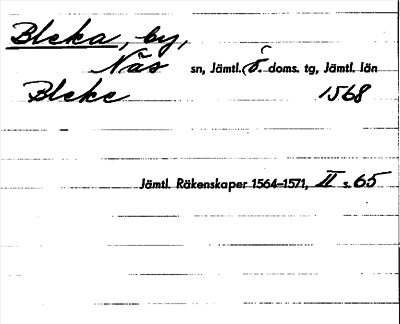 Bleka, by,
Näs sn, Jämtl. ö. doms. tg, Jämtl. län
Bleke 1568
Jämtl. Räkenskaper 1564–1571, II s. 65